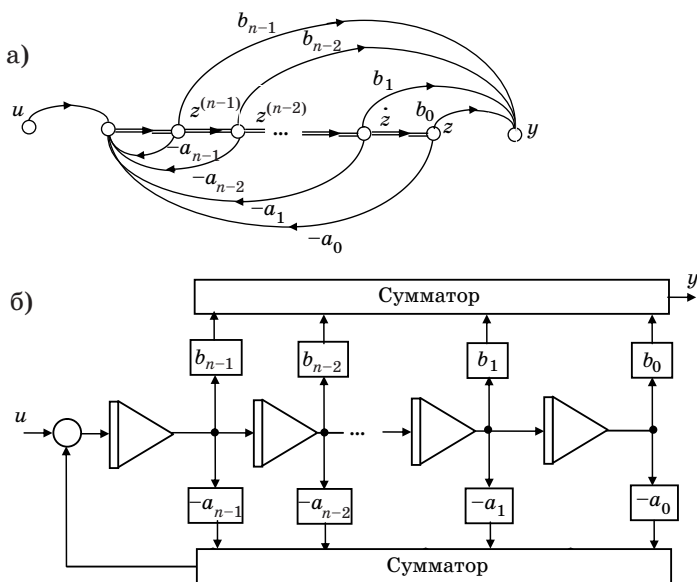 а)
b_{n−1}
b_{n−2}
b_1
b_0
u
z^{(n−1)}
z^{(n−2)}
...
ż
z
y
−a_{n−1}
−a_{n−2}
−a_1
−a_0
б)
Сумматор
y
b_{n−1}
b_{n−2}
b_1
b_0
u
...
−a_{n−1}
−a_{n−2}
−a_1
−a_0
Сумматор